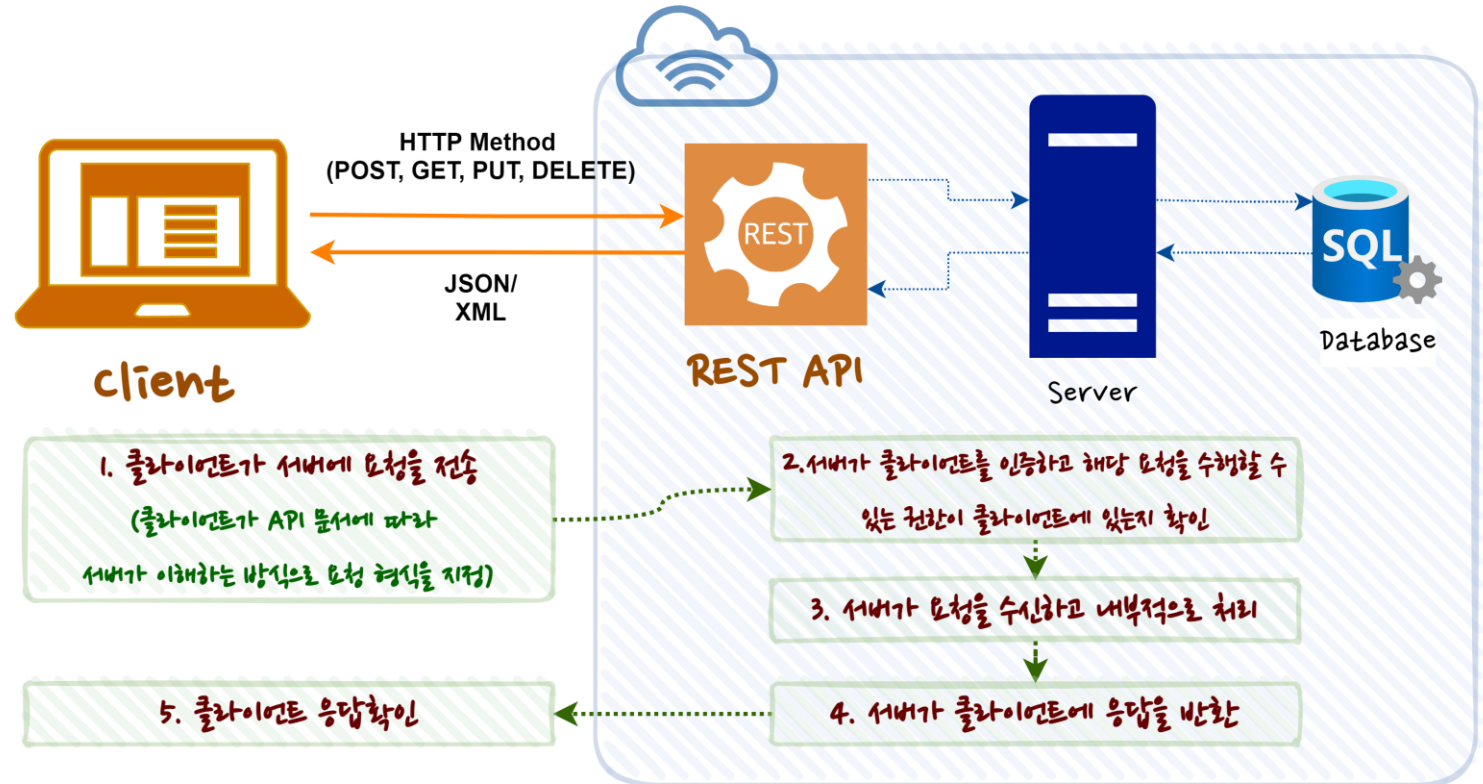 HTTP Method
(POST, GET, PUT, DELETE)
JSON/
XML
REST
SQL
client
REST API
Server
Database
1. 클라이언트가 서버에 요청을 전송
(클라이언트가 API 문서에 따라
서버가 이해하는 방식으로 요청 형식을 지정)
2.서버가 클라이언트를 인증하고 해당 요청을 수행할 수
있는 권한이 클라이언트에 있는지 확인
3. 서버가 요청을 수신하고 내부적으로 처리
4. 서버가 클라이언트에 응답을 반환
5. 클라이언트 응답확인